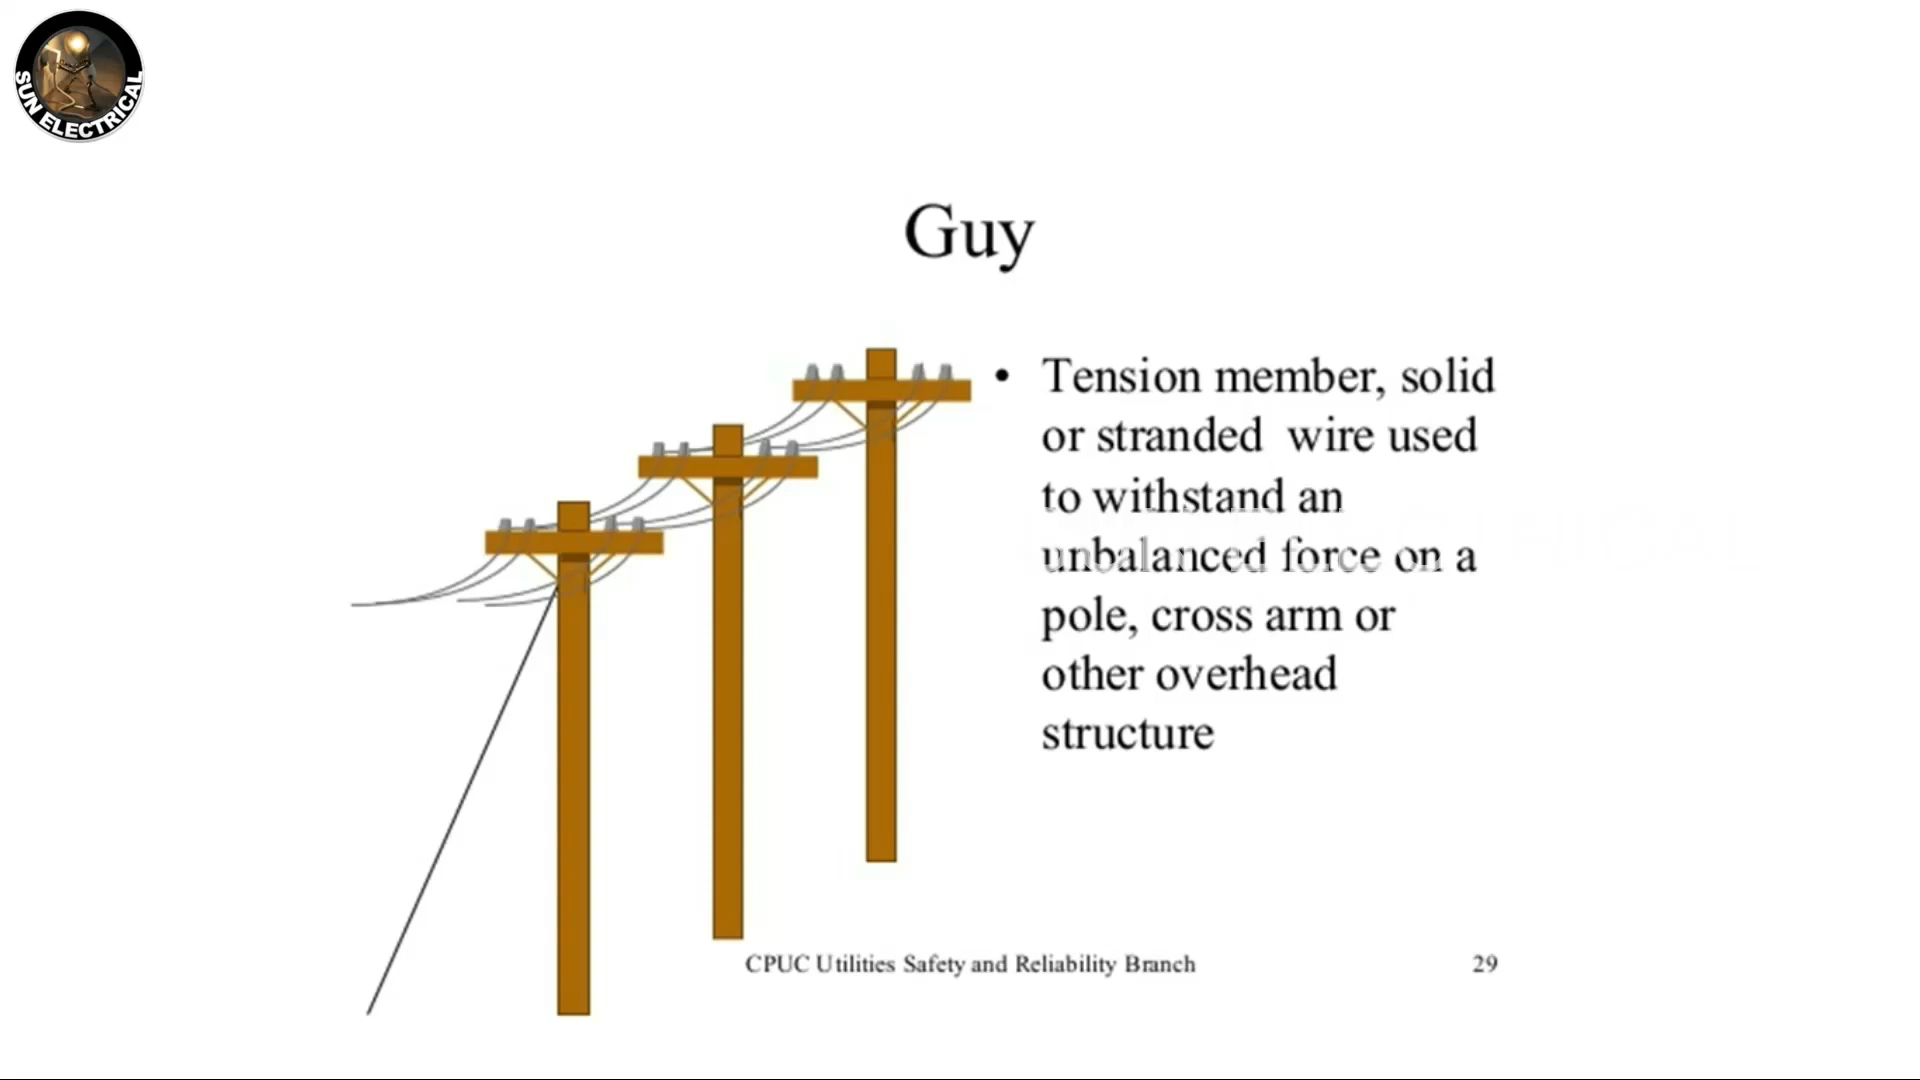 SUN ELECTRICAL
Guy
• Tension member, solid
or stranded wire used
to withstand an
unbalanced force on a
pole, cross arm or
other overhead
structure
CPUC Utilities Safety and Reliability Branch
29